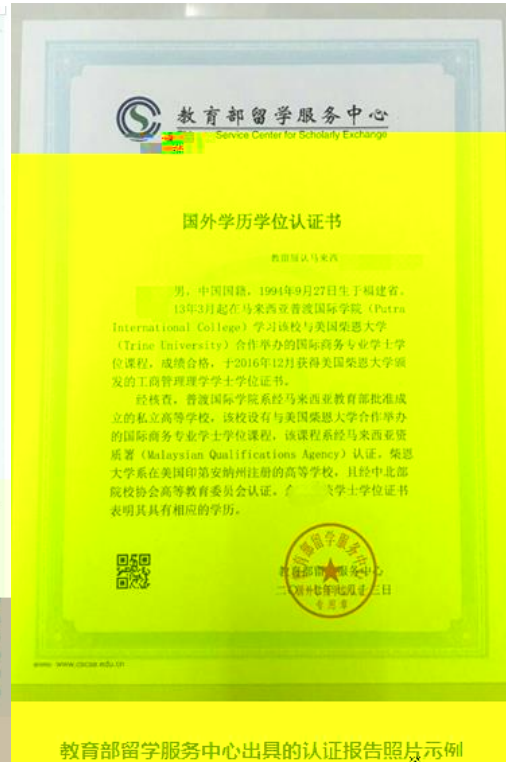 教育部留学服务中心
Service Center for Scholarly Exchange
国外学历学位认证书
教留服认马来西
男，中国国籍，1994年9月27日生于福建省。
13年3月起在马来西亚普渡国际学院（Putra
International College）学习该校与美国柴恩大学
（Trine University）合作举办的国际商务专业学士学
位课程，成绩合格，于2016年12月获得美国柴恩大学颁
发的工商管理理学学士学位证书。
经核查，普渡国际学院系经马来西亚教育部批准成
立的私立高等学校，该校设有与美国柴恩大学合作举办
的国际商务专业学士学位课程，该课程系经马来西亚资
质署（Malaysian Qualifications Agency）认证。柴恩
大学系在美国印第安纳州注册的高等学校，且经中北部
院校协会高等教育委员会认证。
学士学位证书
表明其具有相应的学历。
教育部留学服务中心
三日
专用章
www.cscse.edu.cn
教育部留学服务中心出具的认证报告照片示例